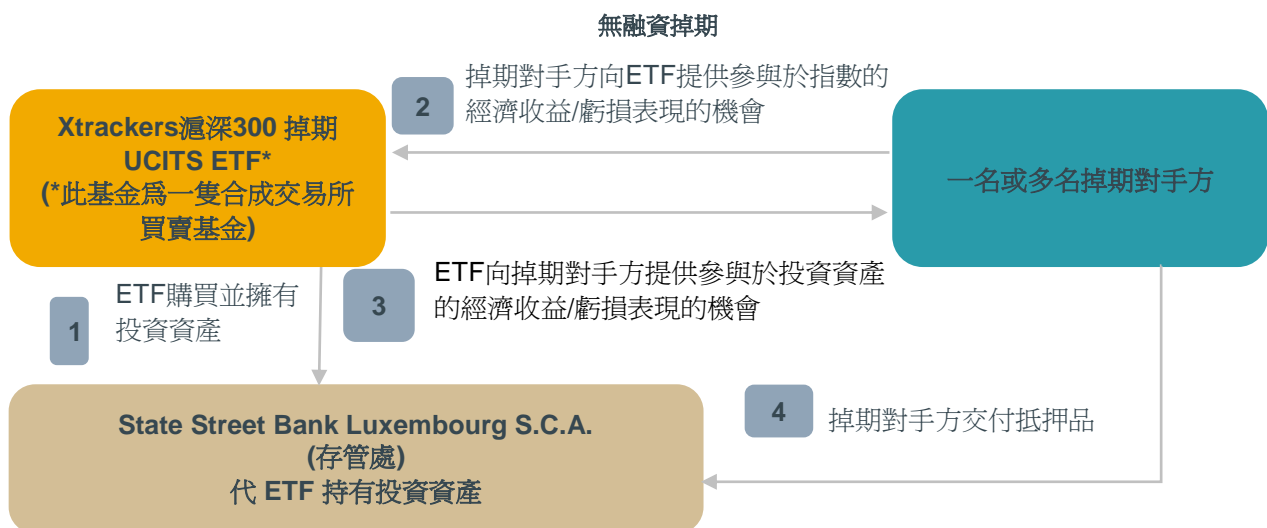 無融資掉期
2
掉期對手方向ETF提供參與於指數的
經濟收益/虧損表現的機會
Xtrackers滬深300 掉期
UCITS ETF*
(*此基金爲一隻合成交易所
買賣基金)
一名或多名掉期對手方
3
ETF向掉期對手方提供參與於投資資產
的經濟收益/虧損表現的機會
1
ETF購買並擁有
投資資產
State Street Bank Luxembourg S.C.A.
(存管處)
代 ETF 持有投資資產
4
掉期對手方交付抵押品